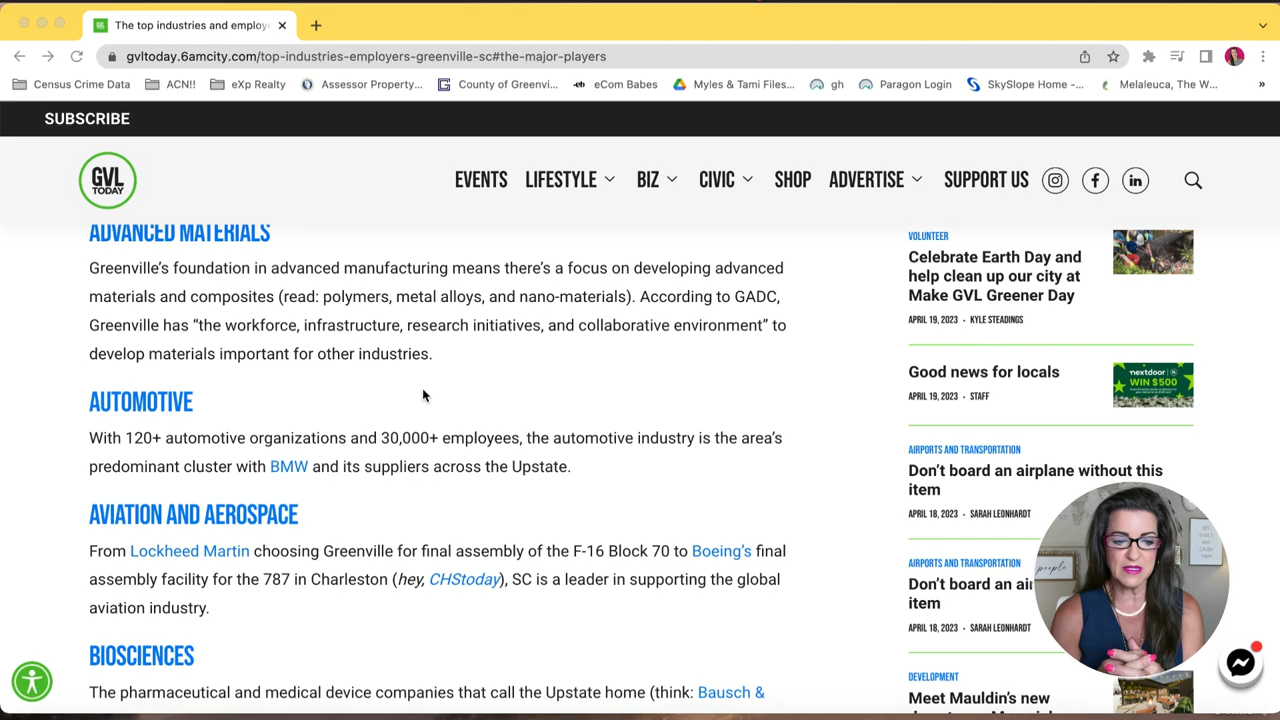 The top industries and employe
gvltoday.6amcity.com/top-industries-employers-greenville-sc#the-major-players
Census Crime Data
ACN!!
eXp Realty
Assessor Property...
County of Greenvi...
eCom Babes
Myles & Tami Files...
gh
Paragon Login
SkySlope Home -...
Melaleuca, The W...
»
SUBSCRIBE
GVL
TODAY
EVENTS
LIFESTYLE
BIZ
CIVIC
SHOP
ADVERTISE
SUPPORT US
ADVANCED MATERIALS
Greenville’s foundation in advanced manufacturing means there’s a focus on developing advanced
materials and composites (read: polymers, metal alloys, and nano-materials). According to GADC,
Greenville has “the workforce, infrastructure, research initiatives, and collaborative environment” to
develop materials important for other industries.
AUTOMOTIVE
With 120+ automotive organizations and 30,000+ employees, the automotive industry is the area’s
predominant cluster with BMW and its suppliers across the Upstate.
AVIATION AND AEROSPACE
From Lockheed Martin choosing Greenville for final assembly of the F-16 Block 70 to Boeing’s final
assembly facility for the 787 in Charleston (hey, CHStoday), SC is a leader in supporting the global
aviation industry.
BIOSCIENCES
The pharmaceutical and medical device companies that call the Upstate home (think: Bausch &
VOLUNTEER
Celebrate Earth Day and
help clean up our city at
Make GVL Greener Day
APRIL 19, 2023 • KYLE STEADINGS
Good news for locals
APRIL 19, 2023 • STAFF
nextdoor
WIN $500
AIRPORTS AND TRANSPORTATION
Don’t board an airplane without this
item
APRIL 18, 2023 • SARAH LEONHARDT
AIRPORTS AND TRANSPORTATION
Don’t board an air
item
APRIL 18, 2023 • SARAH LEONHARDT
DEVELOPMENT
Meet Mauldin’s new
people